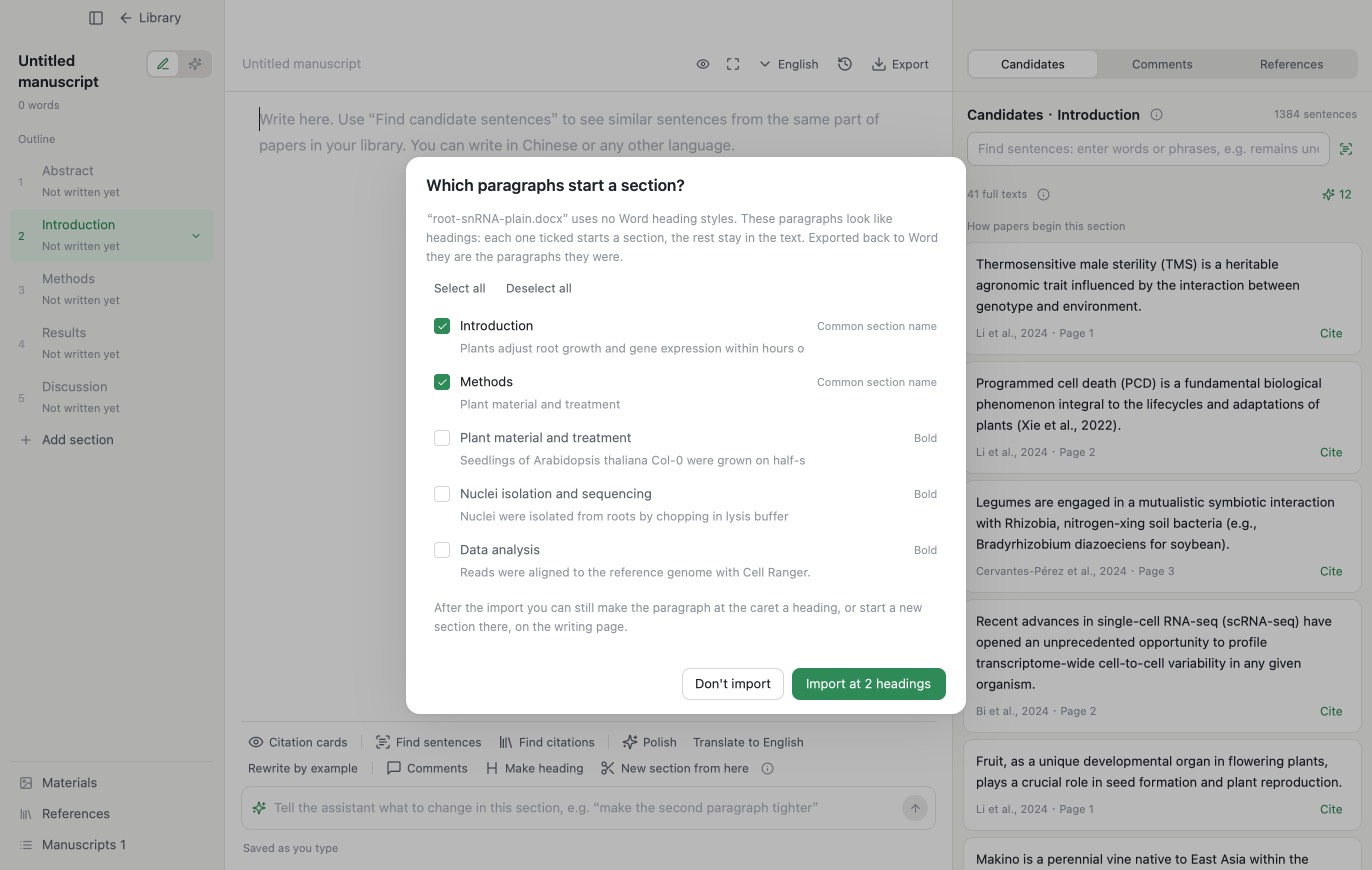 Library
Untitled manuscript
0 words
Outline
1 Abstract
Not written yet
2 Introduction
Not written yet
3 Methods
Not written yet
4 Results
Not written yet
5 Discussion
Not written yet
Add section
Materials
References
Manuscripts 1
Untitled manuscript
English
Export
Write here. Use “Find candidate sentences” to see similar sentences from the same part of
papers in your library. You can write in Chinese or any other language.
Which paragraphs start a section?
“root-snRNA-plain.docx” uses no Word heading styles. These paragraphs look like
headings: each one ticked starts a section, the rest stay in the text. Exported back to Word
they are the paragraphs they were.
Select all Deselect all
Introduction Common section name
Plants adjust root growth and gene expression within hours o
Methods Common section name
Plant material and treatment
Plant material and treatment Bold
Seedlings of Arabidopsis thaliana Col-0 were grown on half-s
Nuclei isolation and sequencing Bold
Nuclei were isolated from roots by chopping in lysis buffer
Data analysis Bold
Reads were aligned to the reference genome with Cell Ranger.
After the import you can still make the paragraph at the caret a heading, or start a new
section there, on the writing page.
Don't import Import at 2 headings
Citation cards Find sentences Find citations Polish Translate to English
Rewrite by example Comments Make heading New section from here
Tell the assistant what to change in this section, e.g. “make the second paragraph tighter”
Saved as you type
Candidates Comments References
Candidates · Introduction 1384 sentences
Find sentences: enter words or phrases, e.g. remains
41 full texts 12
How papers begin this section
Thermosensitive male sterility (TMS) is a heritable
agronomic trait influenced by the interaction between
genotype and environment.
Li et al., 2024 · Page 1 Cite
Programmed cell death (PCD) is a fundamental biological
phenomenon integral to the lifecycles and adaptations of
plants (Xie et al., 2022).
Li et al., 2024 · Page 2 Cite
Legumes are engaged in a mutualistic symbiotic interaction
with Rhizobia, nitrogen-xing soil bacteria (e.g.,
Bradyrhizobium diazoeciens for soybean).
Cervantes-Pérez et al., 2024 · Page 3 Cite
Recent advances in single-cell RNA-seq (scRNA-seq) have
opened an unprecedented opportunity to profile
transcriptome-wide cell-to-cell variability in any given
organism.
Bi et al., 2024 · Page 2 Cite
Fruit, as a unique developmental organ in flowering plants,
plays a crucial role in seed formation and plant reproduction.
Li et al., 2024 · Page 1 Cite
Makino is a perennial vine native to East Asia within the